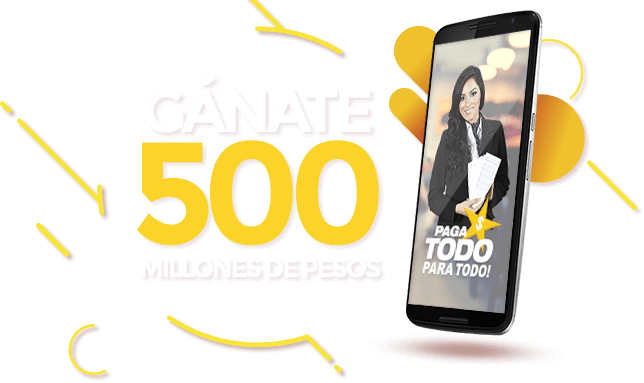 GÁNATE
500
MILLONES DE PESOS
PAGA
TODO
PARA TODO!
$